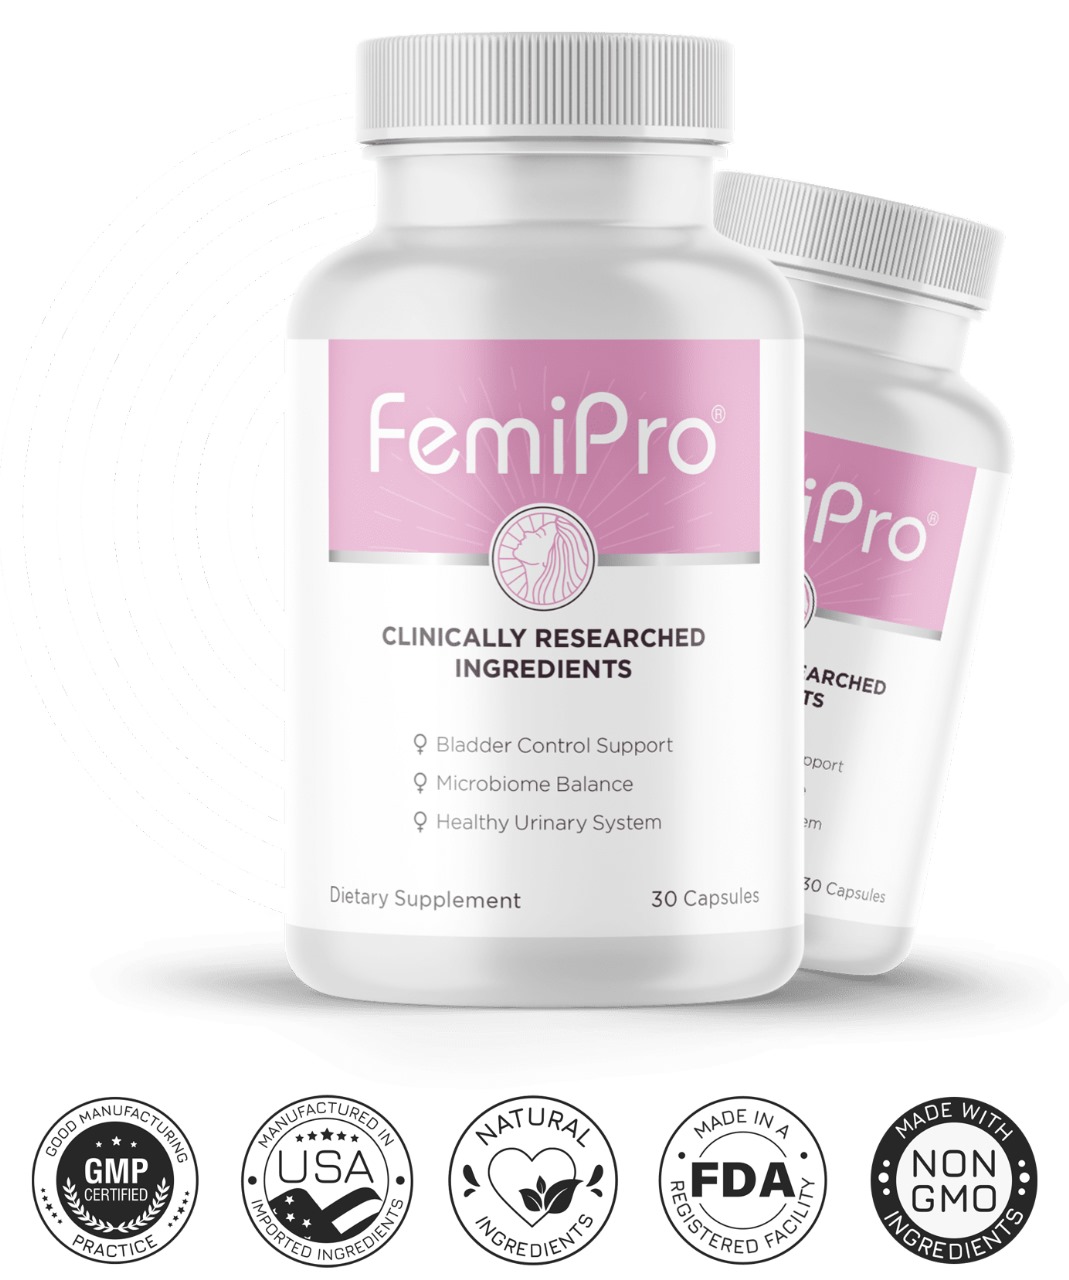 FemiPro®
CLINICALLY RESEARCHED
INGREDIENTS
♀ Bladder Control Support
♀ Microbiome Balance
♀ Healthy Urinary System
Dietary Supplement
30 Capsules
iPro®
EARCHED
TS
pport
em
30 Capsules
GOOD MANUFACTURING
GMP
CERTIFIED
PRACTICE
MANUFACTURED IN
USA
IMPORTED INGREDIENTS
NATURAL
INGREDIENTS
MADE IN A
FDA
REGISTERED FACILITY
MADE WITH
NON
GMO
INGREDIENTS